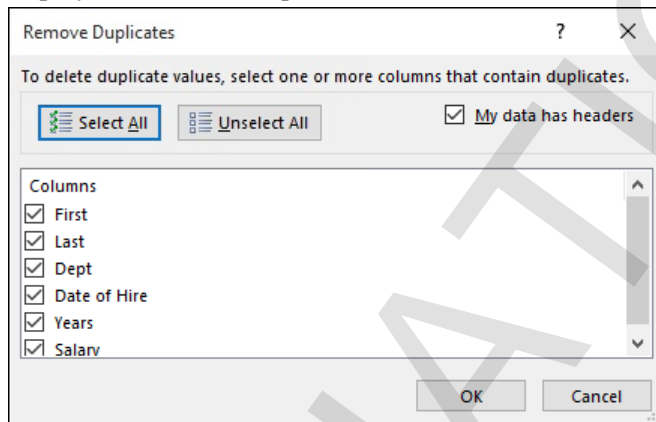 Remove Duplicates ? ×
To delete duplicate values, select one or more columns that contain duplicates.
Select All Unselect All My data has headers
Columns
First
Last
Dept
Date of Hire
Years
Salary
OK Cancel